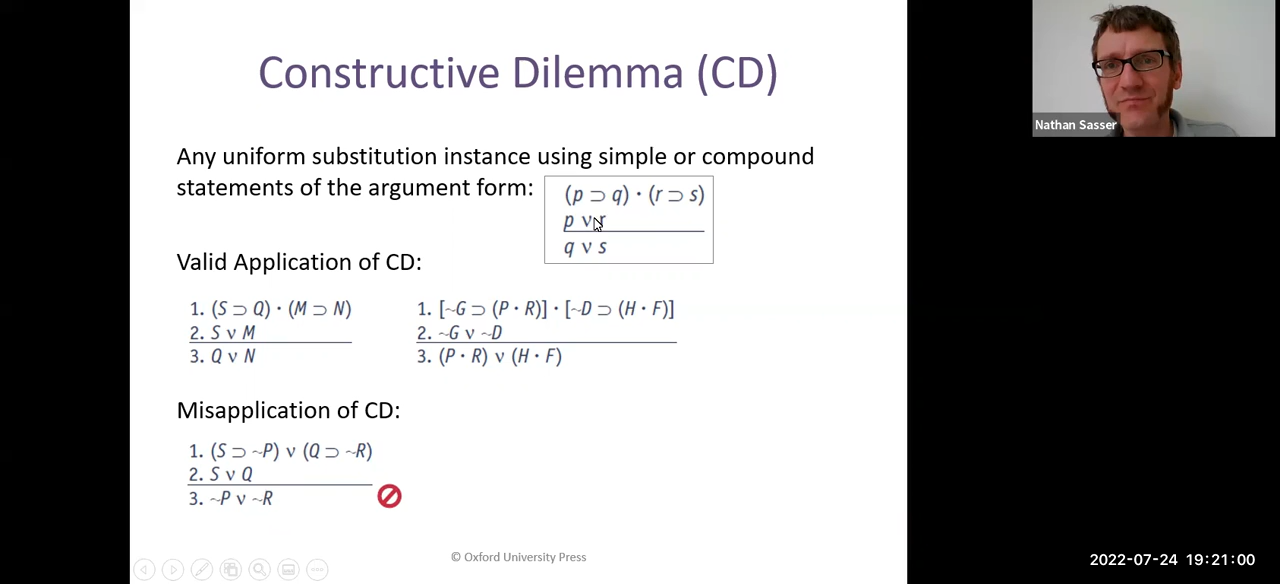 Constructive Dilemma (CD)
Nathan Sasser
Any uniform substitution instance using simple or compound
statements of the argument form:
(p ⊃ q) · (r ⊃ s)
p v r
q v s
Valid Application of CD:
1. (S ⊃ Q) · (M ⊃ N)
2. S v M
3. Q v N
1. [~G ⊃ (P · R)] · [~D ⊃ (H · F)]
2. ~G v ~D
3. (P · R) v (H · F)
Misapplication of CD:
1. (S ⊃ ~P) v (Q ⊃ ~R)
2. S v Q
3. ~P v ~R
© Oxford University Press
2022-07-24 19:21:00